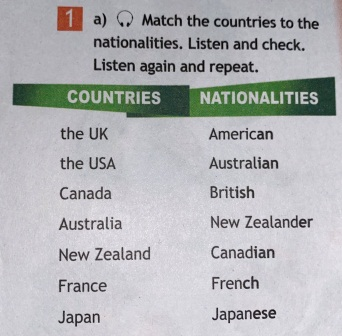 1 a) Match the countries to the
nationalities. Listen and check.
Listen again and repeat.
COUNTRIES NATIONALITIES
the UK American
the USA Australian
Canada British
Australia New Zealander
New Zealand Canadian
France French
Japan Japanese